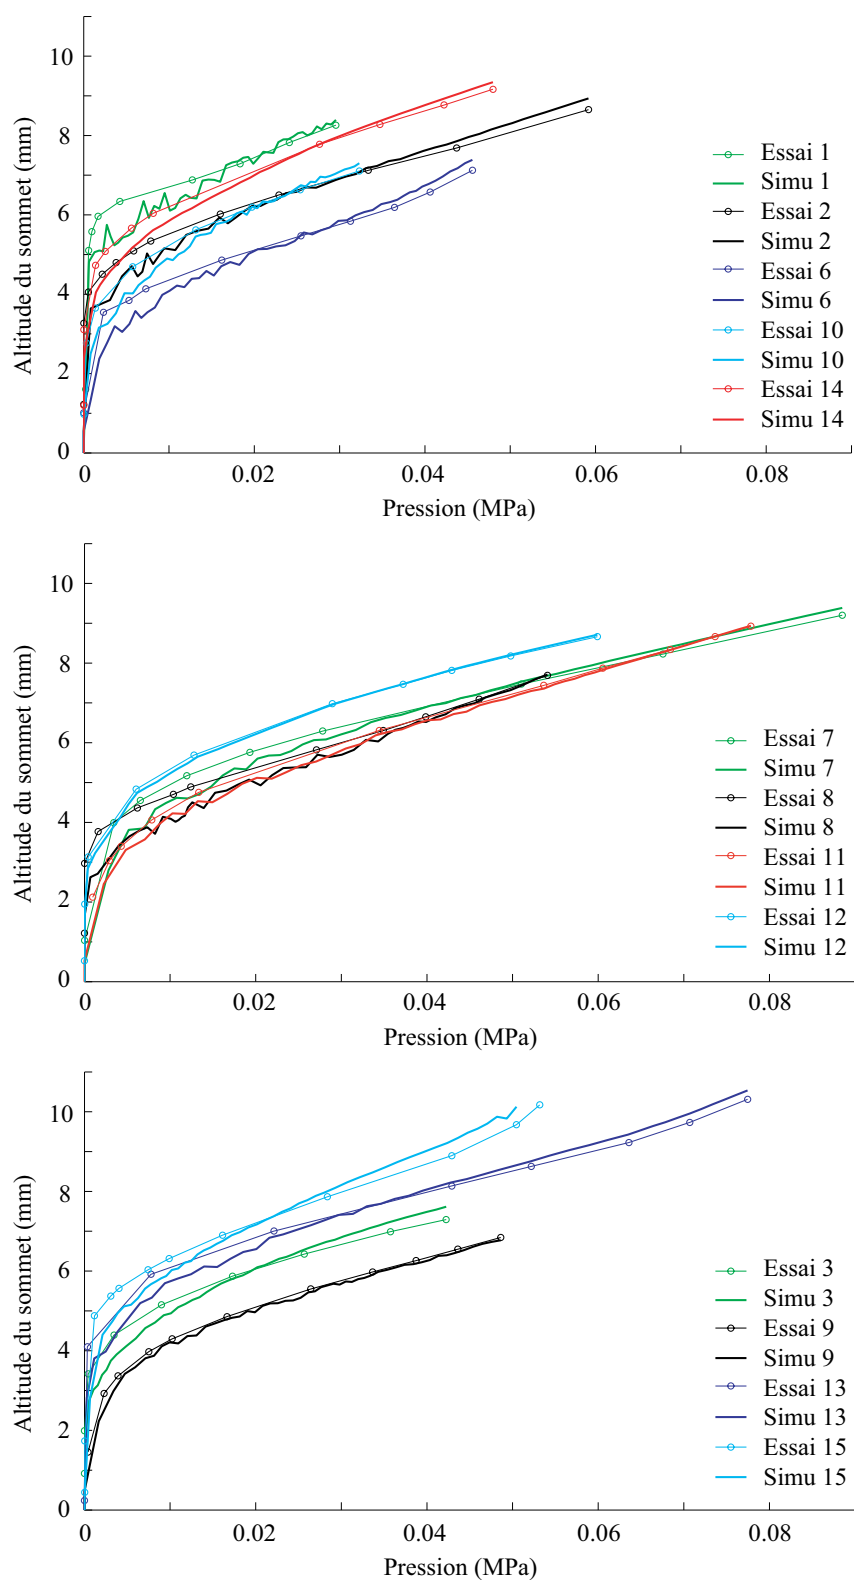 10
8
6
4
2
0
Altitude du sommet (mm)
0
0.02
0.04
0.06
0.08
Pression (MPa)
Essai 1
Simu 1
Essai 2
Simu 2
Essai 6
Simu 6
Essai 10
Simu 10
Essai 14
Simu 14
10
8
6
4
2
0
Altitude du sommet (mm)
0
0.02
0.04
0.06
0.08
Pression (MPa)
Essai 7
Simu 7
Essai 8
Simu 8
Essai 11
Simu 11
Essai 12
Simu 12
10
8
6
4
2
0
Altitude du sommet (mm)
0
0.02
0.04
0.06
0.08
Pression (MPa)
Essai 3
Simu 3
Essai 9
Simu 9
Essai 13
Simu 13
Essai 15
Simu 15